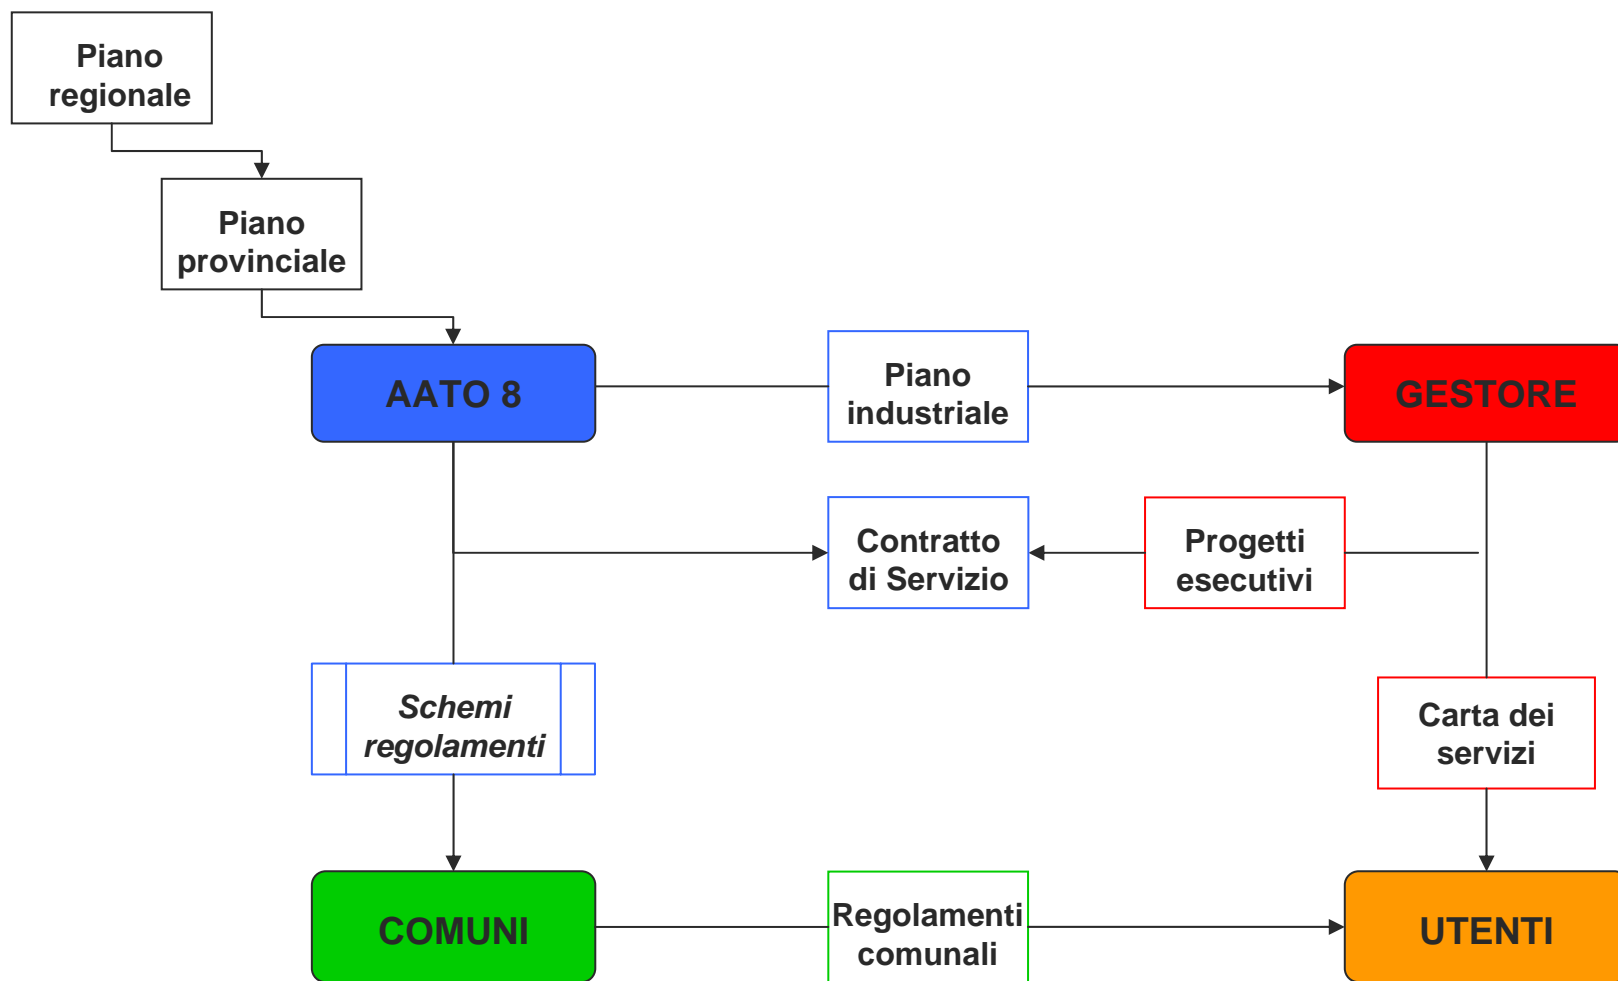 Piano
regionale
Piano
provinciale
AATO 8
Piano
industriale
GESTORE
Contratto
di Servizio
Progetti
esecutivi
Schemi
regolamenti
Carta dei
servizi
COMUNI
Regolamenti
comunali
UTENTI